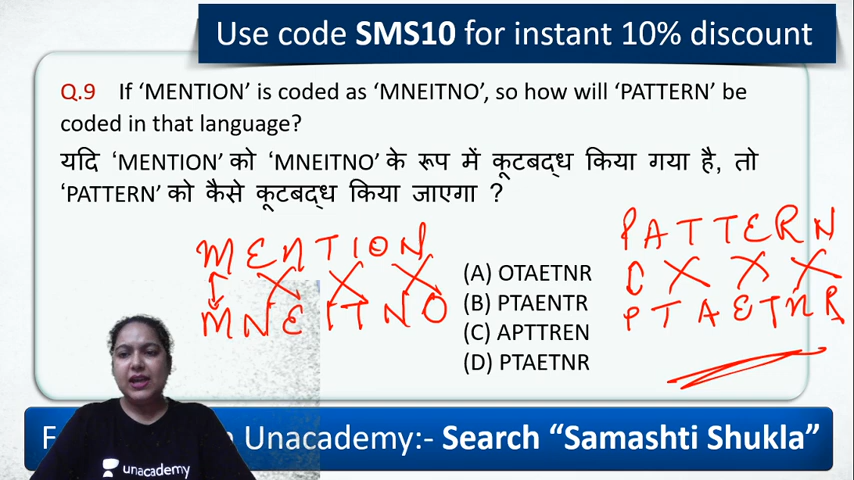 Use code SMS10 for instant 10% discount
Q.9 If ‘MENTION’ is coded as ‘MNEITNO’, so how will ‘PATTERN’ be
coded in that language?
यदि ‘MENTION’ को ‘MNEITNO’ के रूप में कूटबद्ध किया गया है, तो
‘PATTERN’ को कैसे कूटबद्ध किया जाएगा ?
MENTION
MNEITNO
(A) OTAETNR
(B) PTAENTR
(C) APTTREN
(D) PTAETNR
PATTERN
PTAETNR
unacademy
Unacademy:- Search “Samashti Shukla”